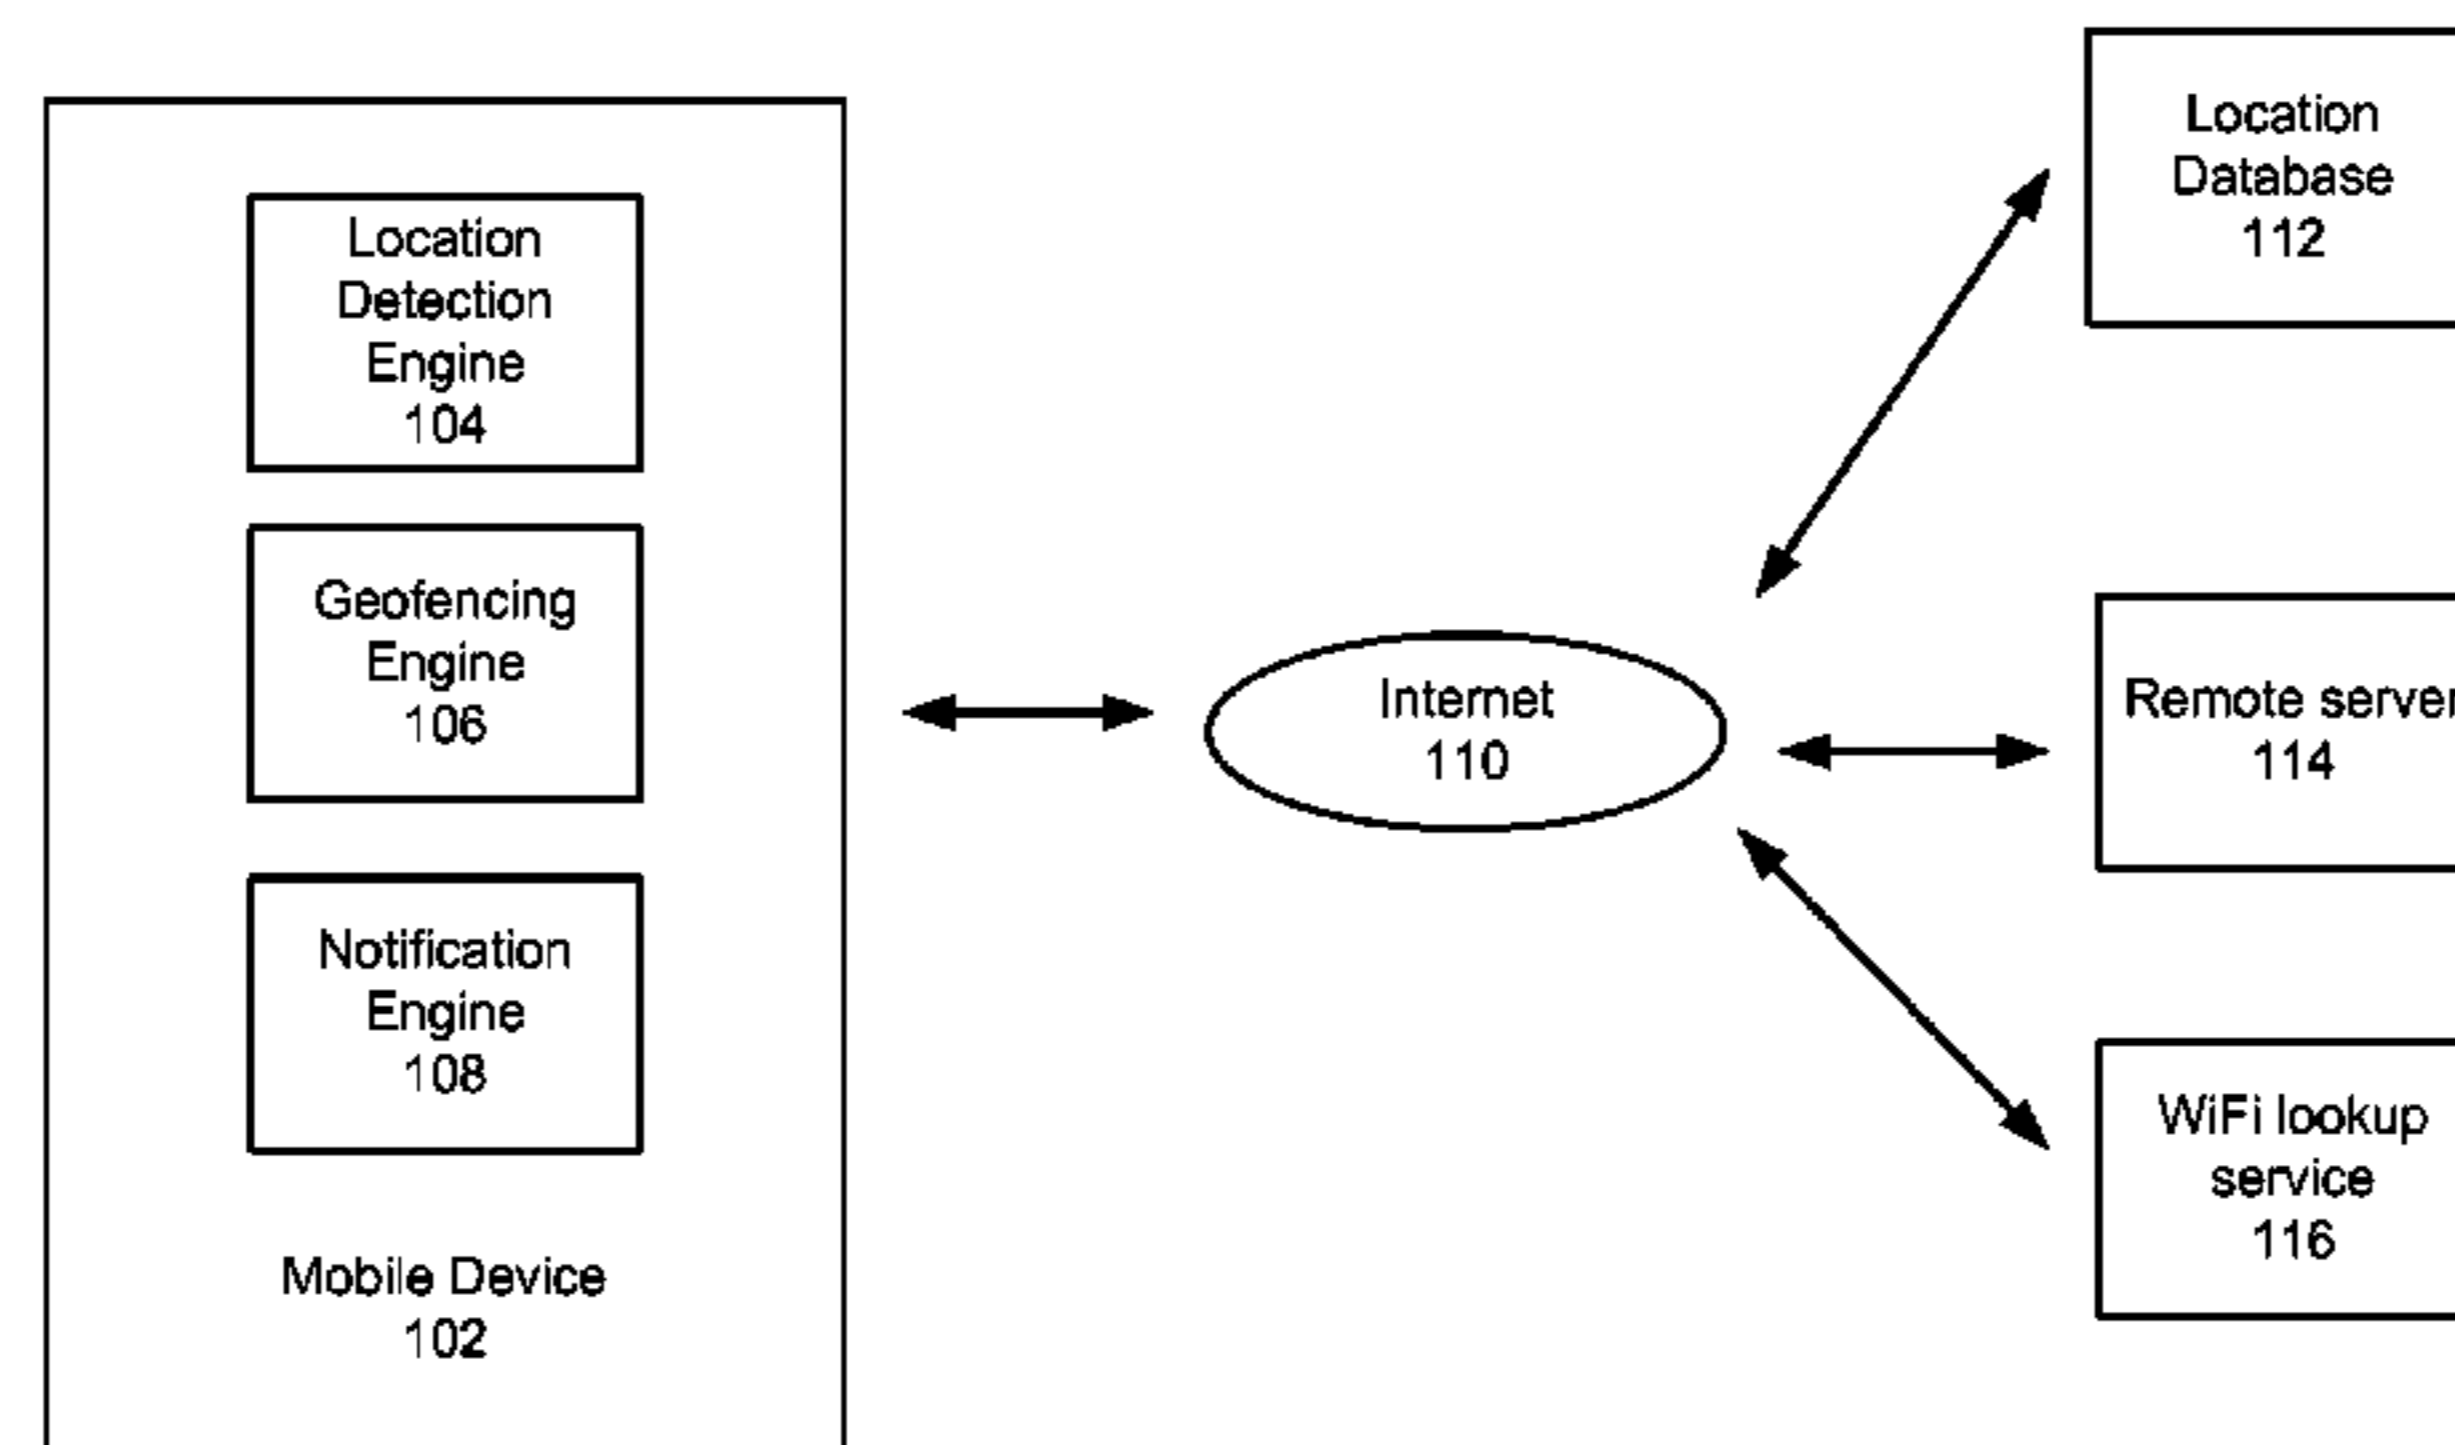 Location
Detection
Engine
104
Geofencing
Engine
106
Notification
Engine
108
Mobile Device
102
Internet
110
Location
Database
112
Remote server
114
WiFi lookup
service
116